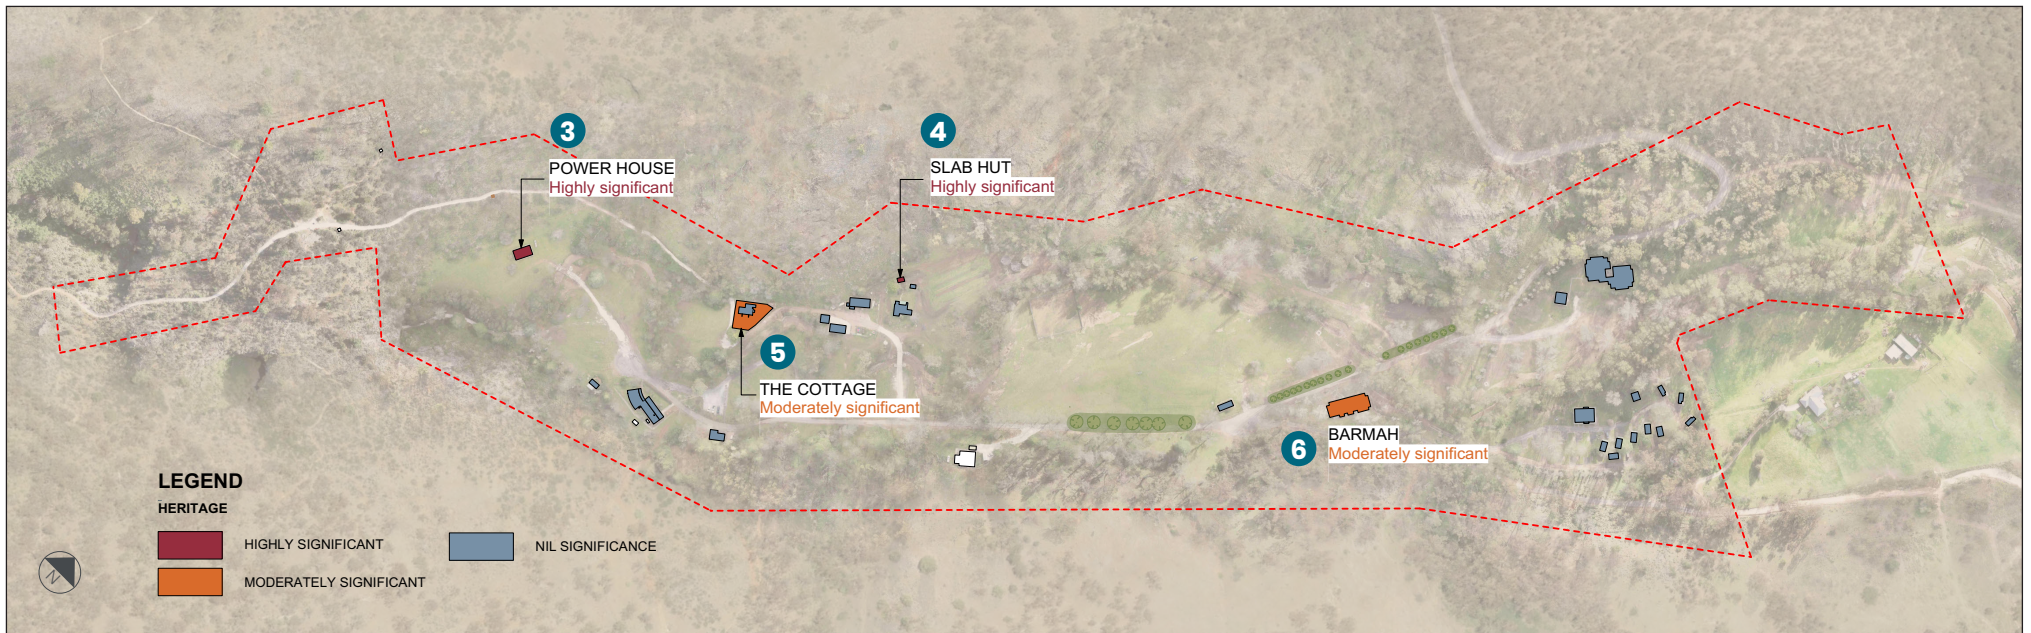 3
POWER HOUSE
Highly significant
4
SLAB HUT
Highly significant
5
THE COTTAGE
Moderately significant
6
BARMAH
Moderately significant
LEGEND
HERITAGE
HIGHLY SIGNIFICANT
NIL SIGNIFICANCE
MODERATELY SIGNIFICANT
N